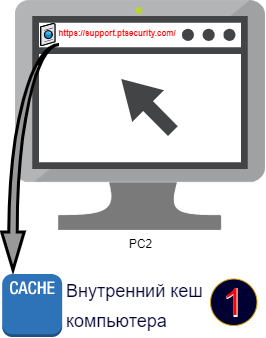 https://support.ptsecurity.com/
PC2
CACHE
Внутренний кеш
компьютера
1